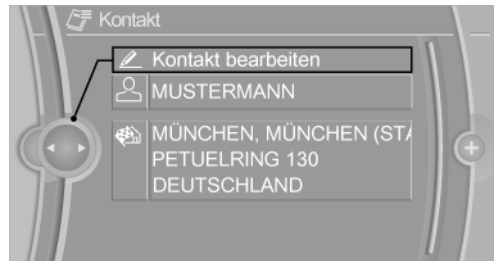 Kontakt
Kontakt bearbeiten
MUSTERMANN
MÜNCHEN, MÜNCHEN (STA
PETUELRING 130
DEUTSCHLAND